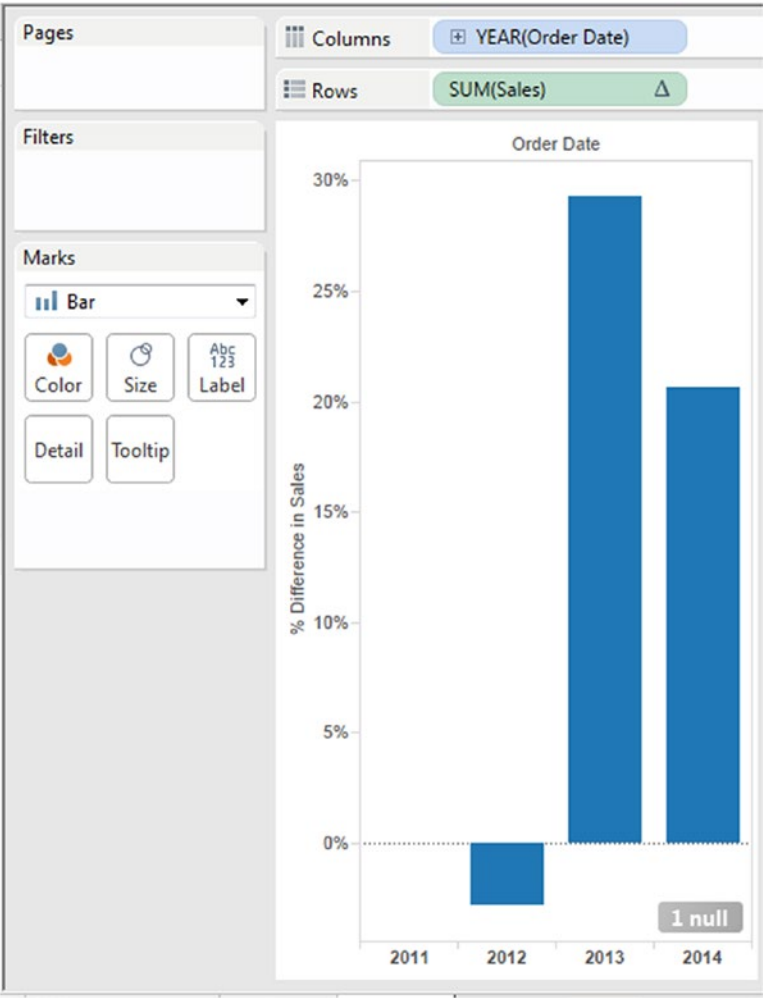 Pages
Columns
YEAR(Order Date)
Rows
SUM(Sales) Δ
Filters
Marks
Bar
Color
Size
Abc
123
Label
Detail
Tooltip
Order Date
% Difference in Sales
30%
25%
20%
15%
10%
5%
0%
1 null
2011 2012 2013 2014